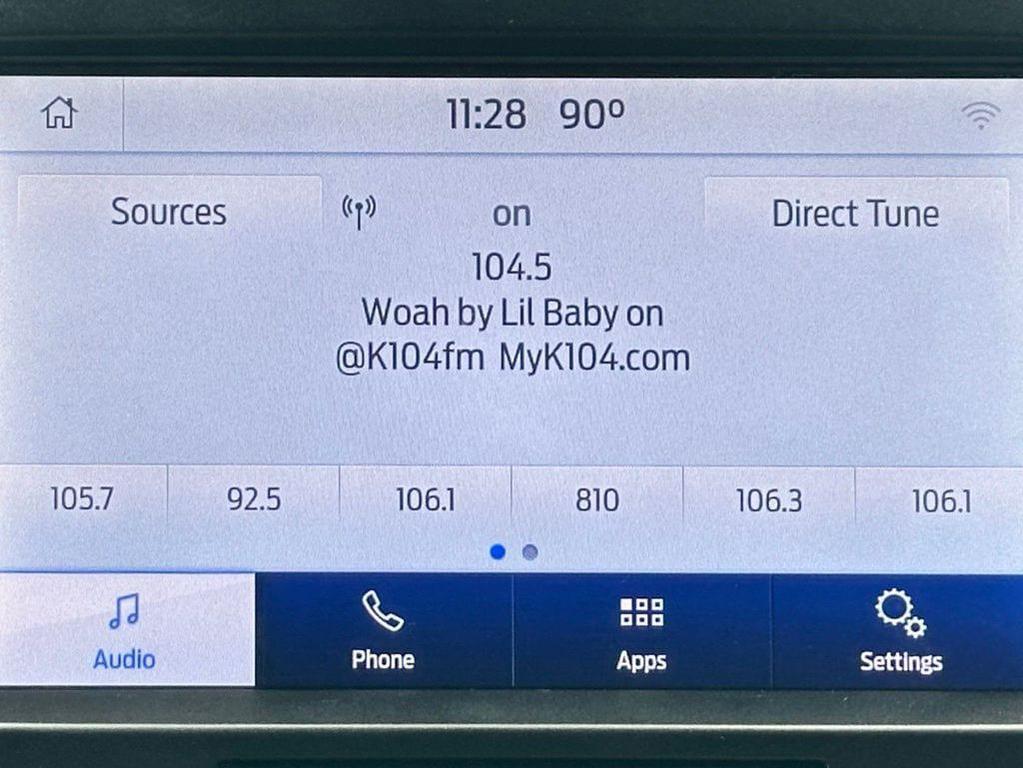 11:28 90º
Sources on Direct Tune
104.5
Woah by Lil Baby on
@K104fm MyK104.com
105.7 92.5 106.1 810 106.3 106.1
Audio Phone Apps Settings